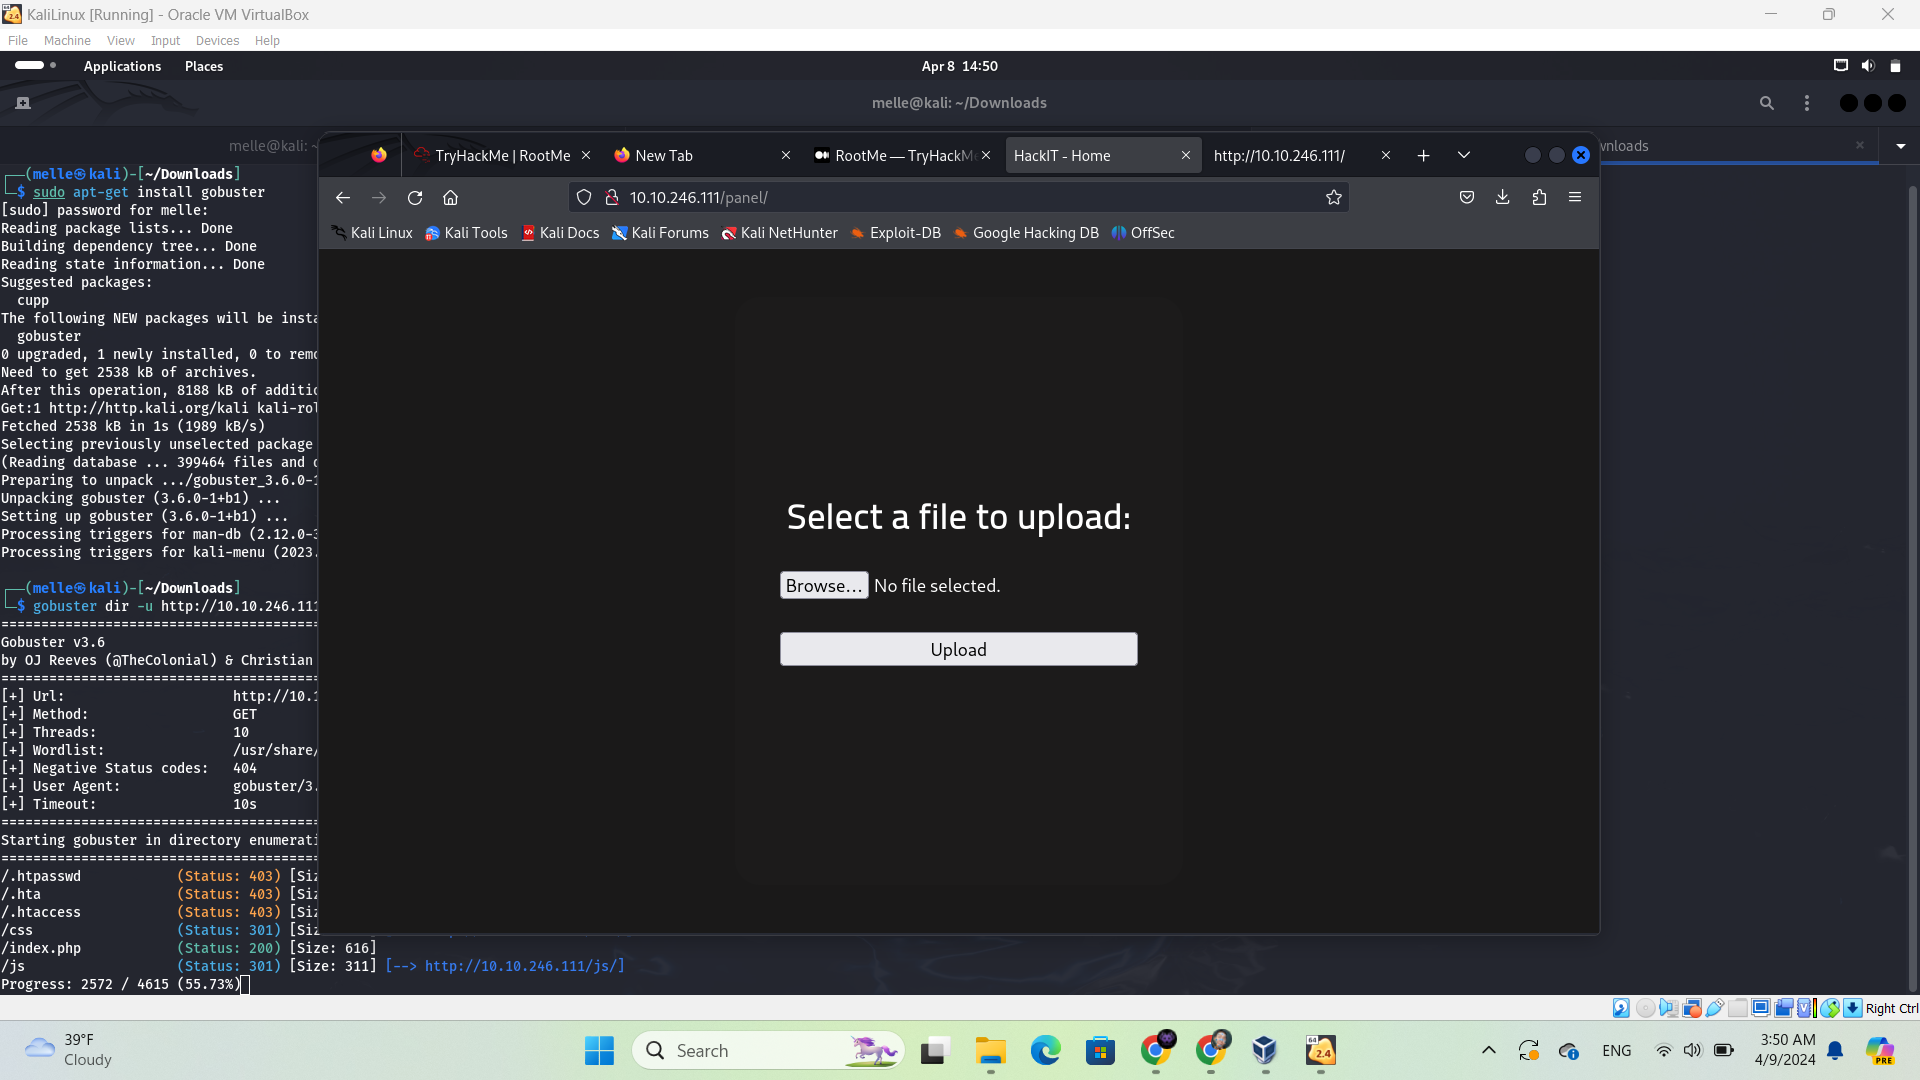 KaliLinux [Running] - Oracle VM VirtualBox
File Machine View Input Devices Help
Applications Places
Apr 8 14:50
melle@kali: ~/Downloads
melle@kali: ~
wnloads
TryHackMe | RootMe
New Tab
RootMe — TryHackMe
HackIT - Home
http://10.10.246.111/
10.10.246.111/panel/
Kali Linux Kali Tools Kali Docs Kali Forums Kali NetHunter Exploit-DB Google Hacking DB OffSec
Select a file to upload:
Browse... No file selected.
Upload
┌──(melle㉿kali)-[~/Downloads]
└─$ sudo apt-get install gobuster
[sudo] password for melle:
Reading package lists... Done
Building dependency tree... Done
Reading state information... Done
Suggested packages:
cupp
The following NEW packages will be insta
gobuster
0 upgraded, 1 newly installed, 0 to remo
Need to get 2538 kB of archives.
After this operation, 8188 kB of additio
Get:1 http://http.kali.org/kali kali-rol
Fetched 2538 kB in 1s (1989 kB/s)
Selecting previously unselected package
(Reading database ... 399464 files and d
Preparing to unpack .../gobuster_3.6.0-1
Unpacking gobuster (3.6.0-1+b1) ...
Setting up gobuster (3.6.0-1+b1) ...
Processing triggers for man-db (2.12.0-3
Processing triggers for kali-menu (2023.
┌──(melle㉿kali)-[~/Downloads]
└─$ gobuster dir -u http://10.10.246.111
===============================================
Gobuster v3.6
by OJ Reeves (@TheColonial) & Christian
===============================================
[+] Url: http://10.1
[+] Method: GET
[+] Threads: 10
[+] Wordlist: /usr/share/
[+] Negative Status codes: 404
[+] User Agent: gobuster/3.
[+] Timeout: 10s
===============================================
Starting gobuster in directory enumerati
===============================================
/.htpasswd (Status: 403) [Siz
/.hta (Status: 403) [Siz
/.htaccess (Status: 403) [Siz
/css (Status: 301) [Siz
/index.php (Status: 200) [Size: 616]
/js (Status: 301) [Size: 311] [--> http://10.10.246.111/js/]
Progress: 2572 / 4615 (55.73%)
Right Ctrl
39°F
Cloudy
Search
ENG
3:50 AM
4/9/2024
PRE
64
2.4